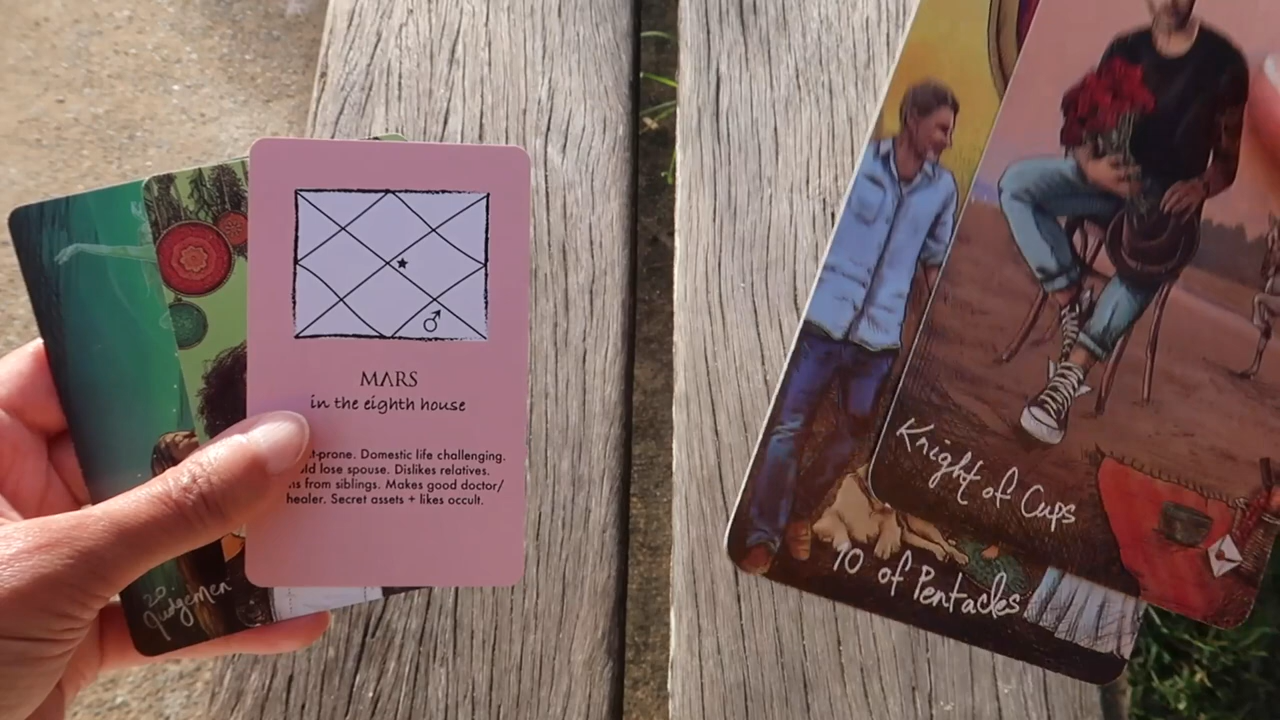 MARS
in the eighth house
-prone. Domestic life challenging.
lose spouse. Dislikes relatives.
from siblings. Makes good doctor/
healer. Secret assets + likes occult.
20
Judgemen
Knight of Cups
10 of Pentacles